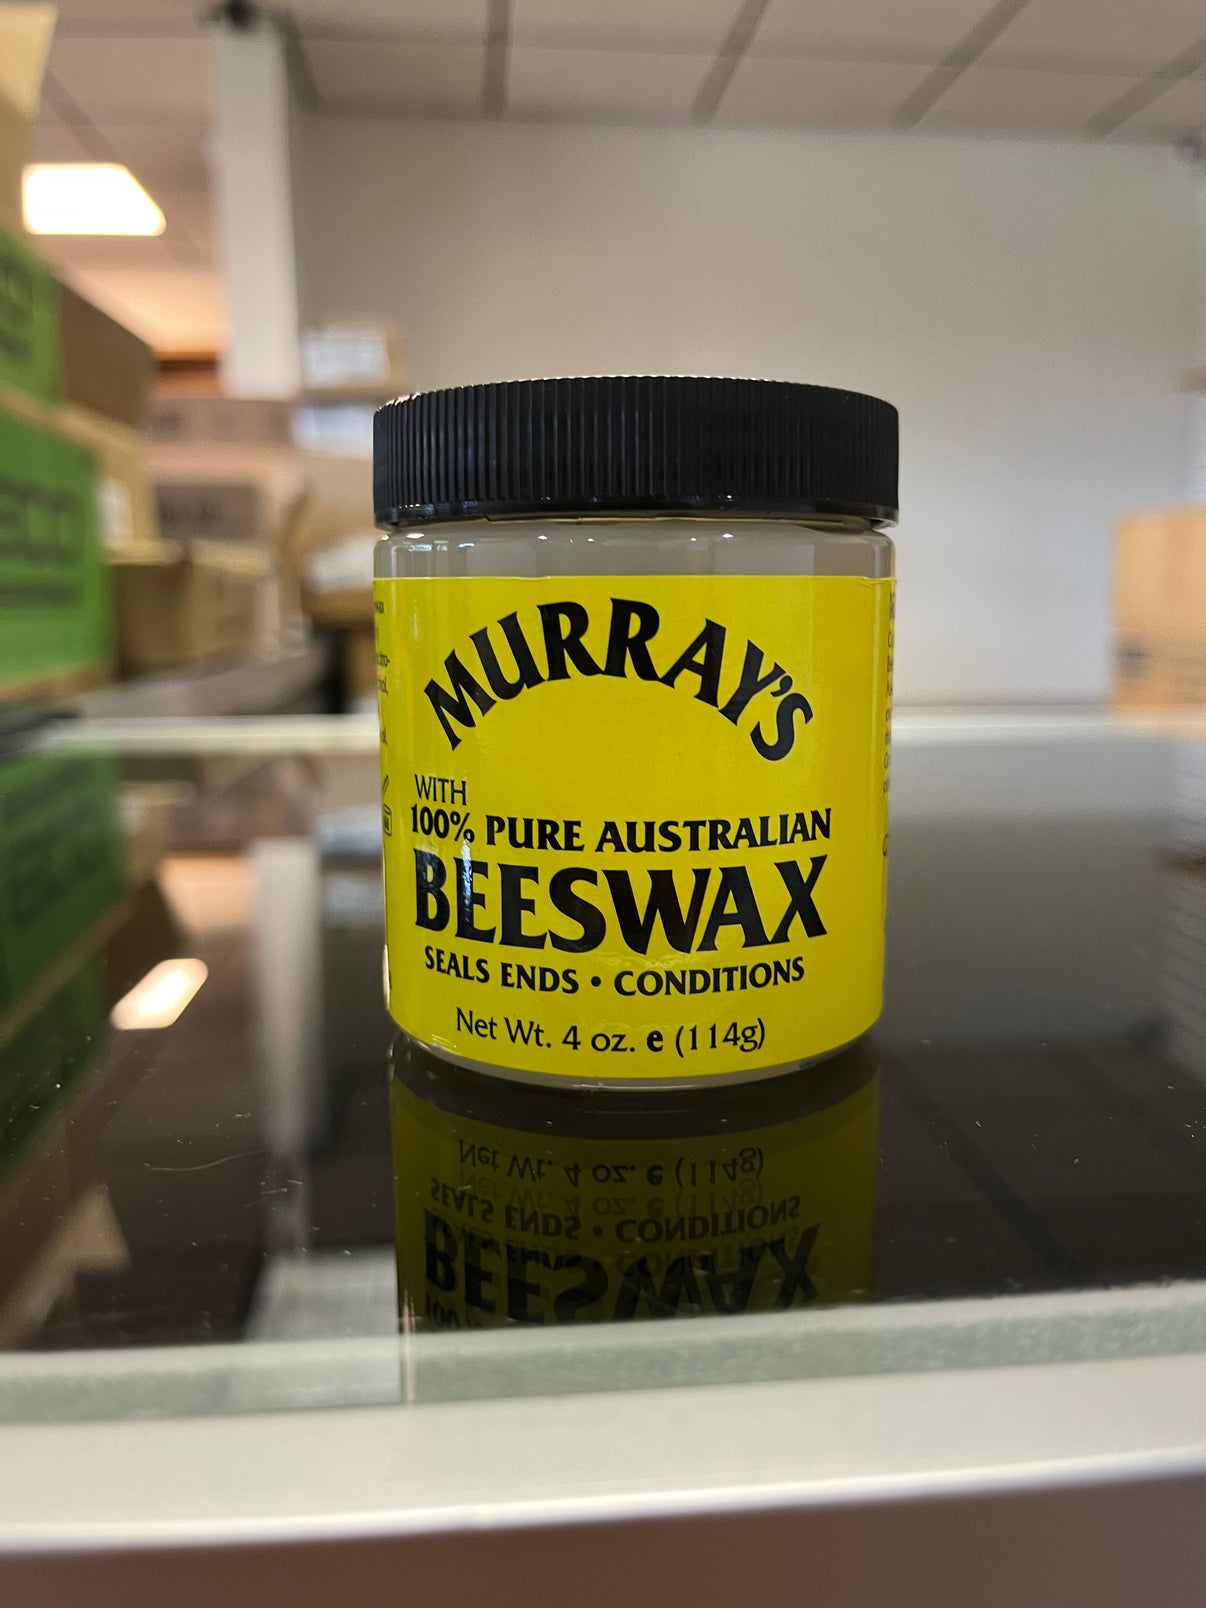 MURRAY'S
WITH
100% PURE AUSTRALIAN
BEESWAX
SEALS ENDS • CONDITIONS
Net Wt. 4 oz. e (114g)